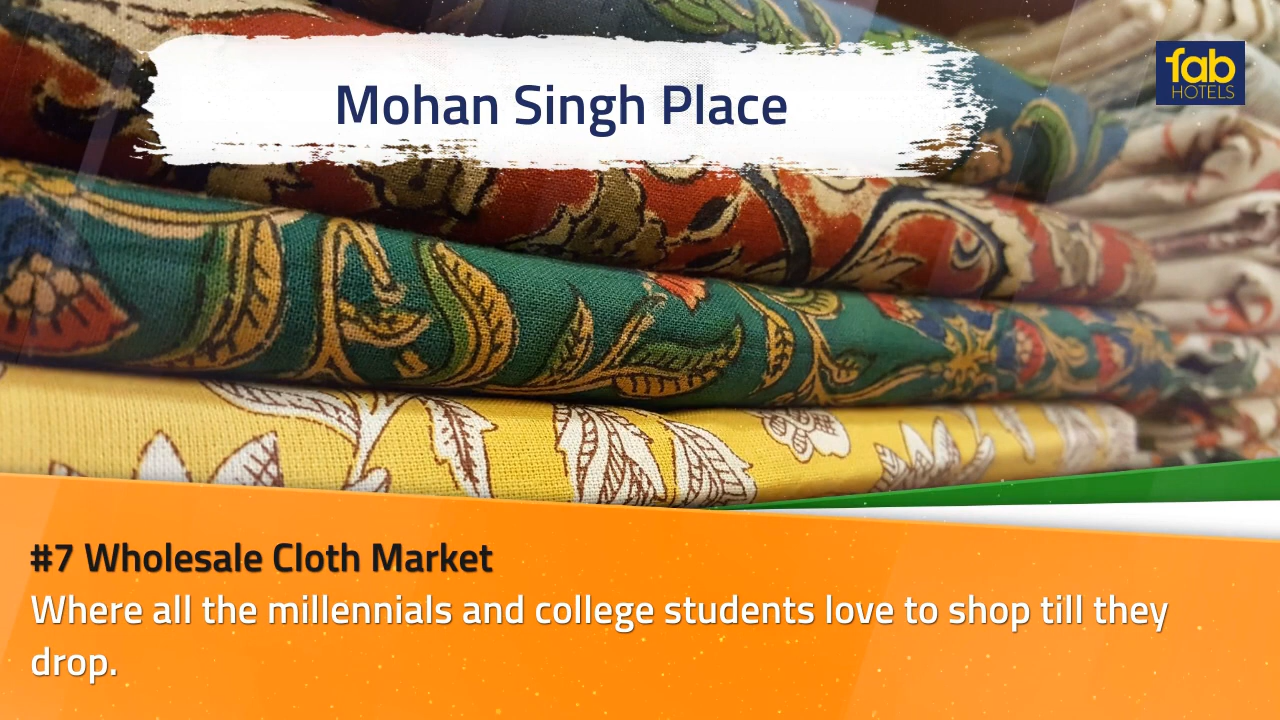 Mohan Singh Place
fab
HOTELS
#7 Wholesale Cloth Market
Where all the millennials and college students love to shop till they
drop.